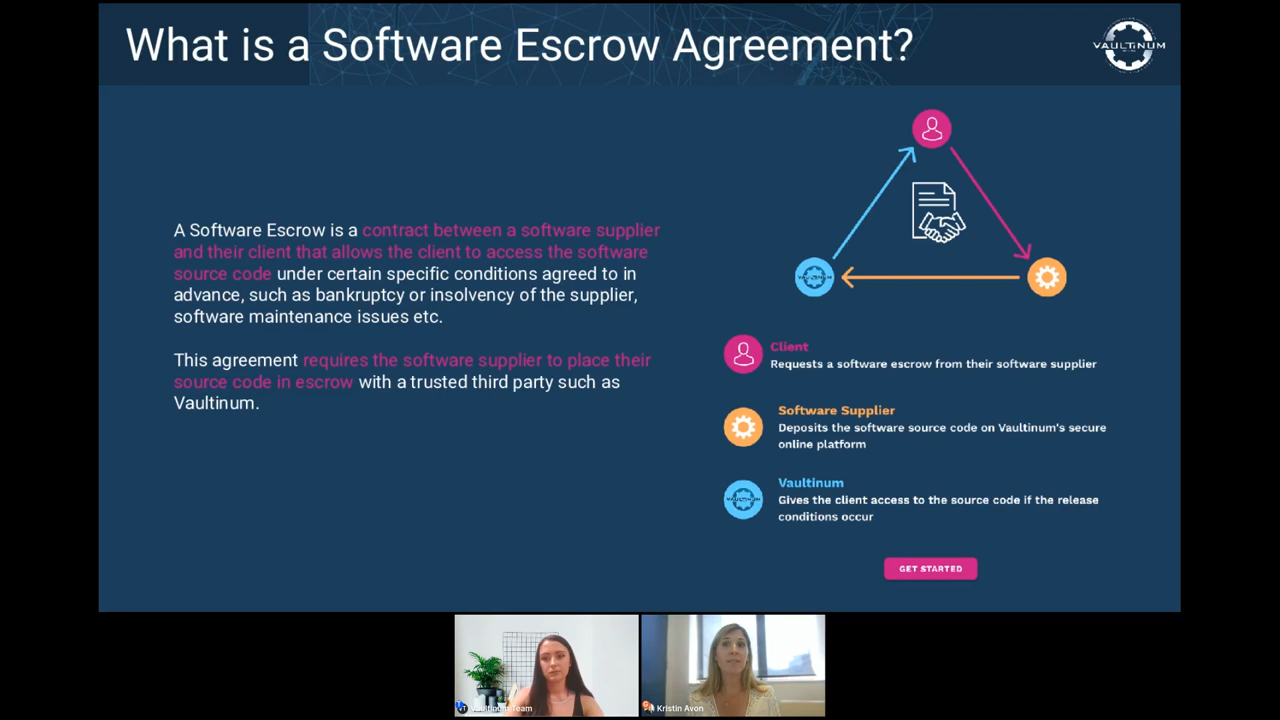 What is a Software Escrow Agreement?
VAULTINUM
A Software Escrow is a contract between a software supplier
and their client that allows the client to access the software
source code under certain specific conditions agreed to in
advance, such as bankruptcy or insolvency of the supplier,
software maintenance issues etc.
This agreement requires the software supplier to place their
source code in escrow with a trusted third party such as
Vaultinum.
VAULTINUM
Client
Requests a software escrow from their software supplier
Software Supplier
Deposits the software source code on Vaultinum's secure
online platform
VAULTINUM
Vaultinum
Gives the client access to the source code if the release
conditions occur
GET STARTED
Vaultinum Team
Kristin Avon